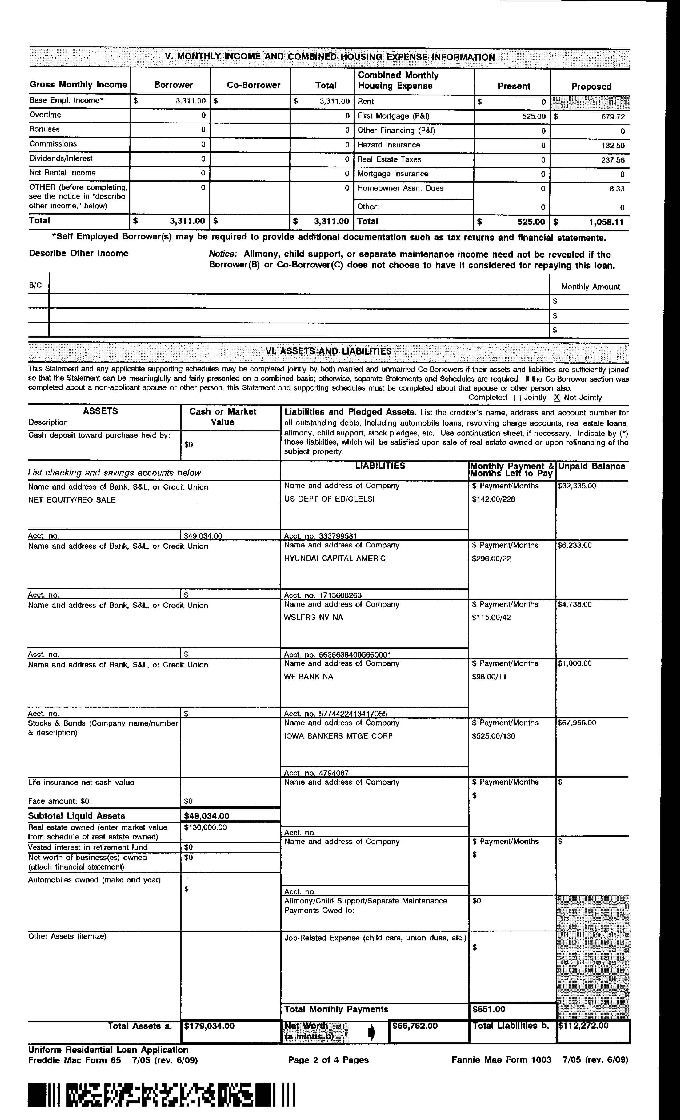 V. MONTHLY INCOME AND COMBINED HOUSING EXPENSE INFORMATION
Gross Monthly Income Borrower Co-Borrower Total Combined Monthly Housing Expense Present Proposed
Base Empl. Income* $ 3,311.00 $ $ 3,311.00 Rent $ 0
Overtime 0 0 First Mortgage (P&I) 525.00 $ 679.72
Bonuses 0 0 Other Financing (P&I) 0 0
Commissions 0 0 Hazard Insurance 0 132.50
Dividends/Interest 0 0 Real Estate Taxes 0 237.56
Net Rental Income 0 0 Mortgage Insurance 0 0
OTHER (before completing, see the notice in "describe other income," below) 0 0 Homeowner Assn. Dues 0 8.33
Other: 0 0
Total $ 3,311.00 $ $ 3,311.00 Total $ 525.00 $ 1,058.11
*Self Employed Borrower(s) may be required to provide additional documentation such as tax returns and financial statements.
Describe Other Income Notice: Alimony, child support, or separate maintenance income need not be revealed if the
Borrower(B) or Co-Borrower(C) does not choose to have it considered for repaying this loan.
B/C Monthly Amount
$
$
$
VI. ASSETS AND LIABILITIES
This Statement and any applicable supporting schedules may be completed jointly by both married and unmarried Co-Borrowers if their assets and liabilities are sufficiently joined
so that the Statement can be meaningfully and fairly presented on a combined basis; otherwise, separate Statements and Schedules are required. If the Co-Borrower section was
completed about a non-applicant spouse or other person, this Statement and supporting schedules must be completed about that spouse or other person also.
Completed [ ] Jointly [X] Not Jointly
ASSETS Cash or Market Value
Description
Cash deposit toward purchase held by: $0
Liabilities and Pledged Assets. List the creditor's name, address and account number for
all outstanding debts, including automobile loans, revolving charge accounts, real estate loans,
alimony, child support, stock pledges, etc. Use continuation sheet, if necessary. Indicate by (*)
those liabilities, which will be satisfied upon sale of real estate owned or upon refinancing of the
subject property.
LIABILITIES Monthly Payment & Months Left to Pay Unpaid Balance
List checking and savings accounts below
Name and address of Bank, S&L, or Credit Union Name and address of Company $ Payment/Months $32,335.00
NET EQUITY/REO SALE US DEPT OF ED/GLELSI $142.00/228
Acct. no. $49,034.00 Acct. no. 333799581
Name and address of Bank, S&L, or Credit Union Name and address of Company $ Payment/Months $6,233.00
HYUNDAI CAPITAL AMERIC $296.00/22
Acct. no. $ Acct. no. 1713608263
Name and address of Bank, S&L, or Credit Union Name and address of Company $ Payment/Months $4,738.00
WSLFRS NV NA $115.00/42
Acct. no. $ Acct. no.
Name and address of Bank, S&L, or Credit Union Name and address of Company $ Payment/Months $1,000.00
WF BANK NA $98.00/11
Acct. no. $ Acct. no.
Stocks & Bonds (Company name/number & description) Name and address of Company $ Payment/Months $67,966.00
IOWA BANKERS MTGE CORP $525.00/130
Acct. no. 4794087
Life insurance net cash value Name and address of Company $ Payment/Months $
Face amount: $0 $0 $
Subtotal Liquid Assets $49,034.00
Real estate owned (enter market value from schedule of real estate owned) $130,000.00 Acct. no.
Vested interest in retirement fund $0 Name and address of Company $ Payment/Months $
Net worth of business(es) owned (attach financial statement) $0 $
Automobiles owned (make and year) $ Acct. no.
Alimony/Child Support/Separate Maintenance Payments Owed to: $0
Other Assets (itemize) Job-Related Expense (child care, union dues, etc.) $
Total Monthly Payments $651.00
Total Assets a. $179,034.00 Net Worth (a minus b) $66,762.00 Total Liabilities b. $112,272.00
Uniform Residential Loan Application
Freddie Mac Form 65 7/05 (rev. 6/09) Page 2 of 4 Pages Fannie Mae Form 1003 7/05 (rev. 6/09)